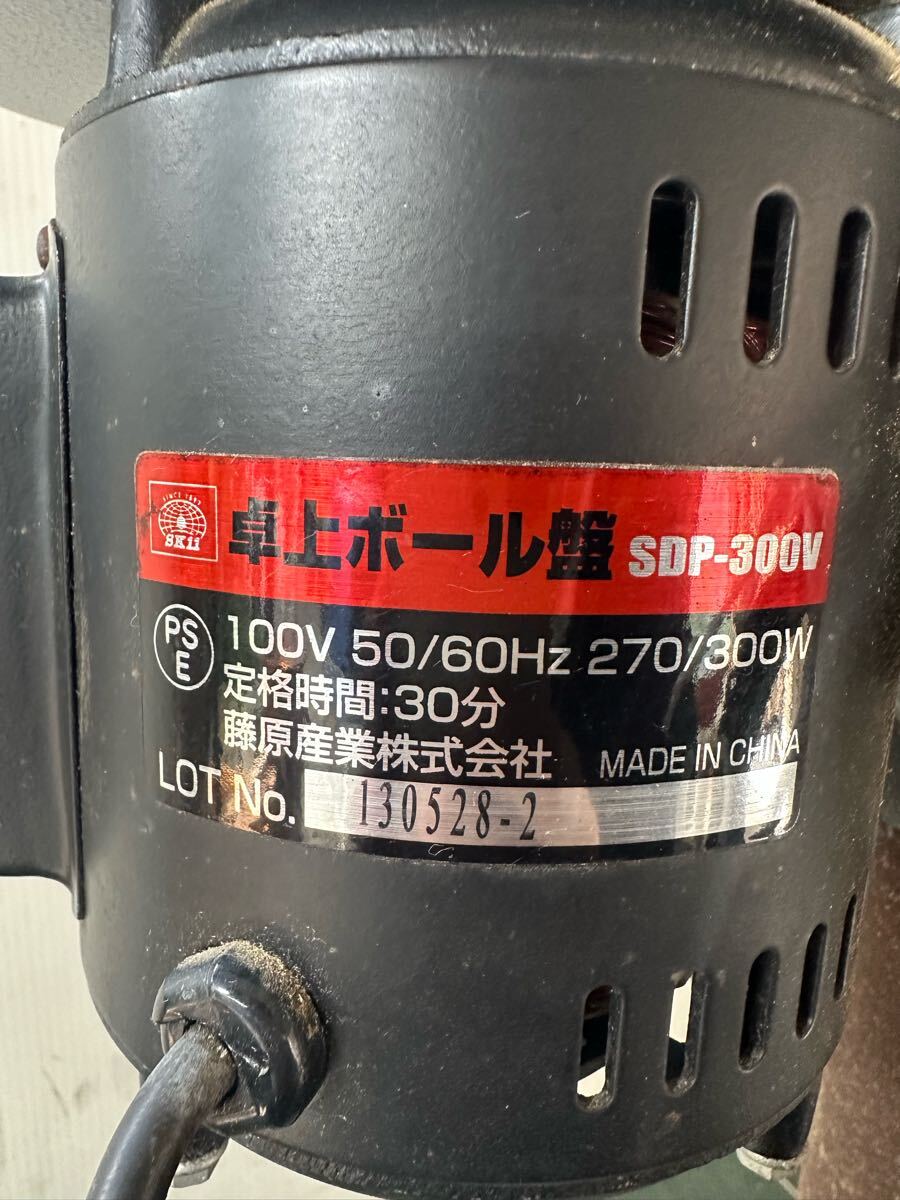 SINCE 1897
SK11
卓上ボール盤 SDP-300V
PS
E
100V 50/60Hz 270/300W
定格時間:30分
藤原産業株式会社 MADE IN CHINA
LOT No. 130528-2